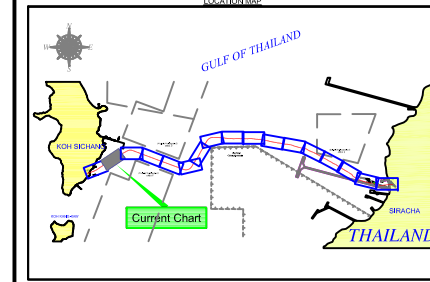 LOCATION MAP
N
W E
S
GULF OF THAILAND
KOH SICHANG
Current Chart
SIRACHA
THAILAND